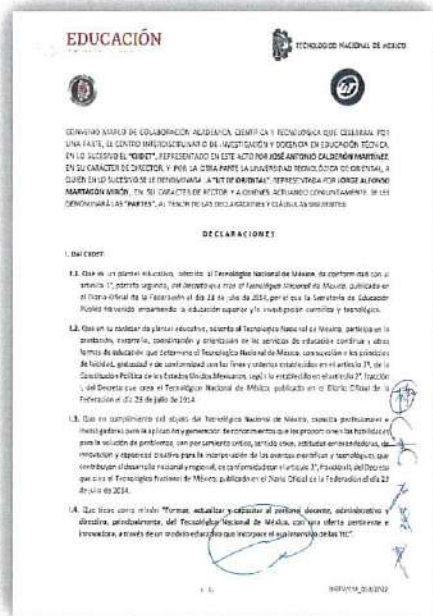 EDUCACIÓN
TECNOLÓGICO NACIONAL DE MÉXICO
CONVENIO MARCO DE COLABORACIÓN ACADÉMICA, CIENTÍFICA Y TECNOLÓGICA QUE CELEBRAN, POR
UNA PARTE, EL CENTRO INTERDISCIPLINARIO DE INVESTIGACIÓN Y DOCENCIA EN EDUCACIÓN TÉCNICA,
EN LO SUCESIVO EL "CIIDET", REPRESENTADO EN ESTE ACTO POR JOSÉ ANTONIO CALDERÓN MARTÍNEZ,
EN SU CARÁCTER DE DIRECTOR, Y POR LA OTRA PARTE LA UNIVERSIDAD TECNOLÓGICA DE ORIENTAL, A
QUIEN EN LO SUCESIVO SE LE DENOMINARÁ LA "UT DE ORIENTAL", REPRESENTADA POR JORGE ALFONSO
MARTAGÓN MIRÓN, EN SU CARÁCTER DE RECTOR Y A QUIENES ACTUANDO CONJUNTAMENTE, SE LES
DENOMINARÁ LAS "PARTES", AL TENOR DE LAS DECLARACIONES Y CLÁUSULAS SIGUIENTES:
DECLARACIONES
I. Del CIIDET:
I.1. Que es un plantel educativo, adscrito al Tecnológico Nacional de México, de conformidad con el
artículo 1°, párrafo segundo, del Decreto que crea el Tecnológico Nacional de México, publicado en
el Diario Oficial de la Federación el día 23 de julio de 2014, por el que la Secretaría de Educación
Pública ha venido impartiendo la educación superior y la investigación científica y tecnológica.
I.2. Que en su carácter de plantel educativo, adscrito al Tecnológico Nacional de México, participa en la
prestación, desarrollo, coordinación y orientación de los servicios de educación continua y otras
formas de educación que determine el Tecnológico Nacional de México, con sujeción a los principios
de laicidad, gratuidad y de conformidad con los fines y criterios establecidos en el artículo 3°, de la
Constitución Política de los Estados Unidos Mexicanos, según lo establecido en el artículo 2°, fracción
I, del Decreto que crea el Tecnológico Nacional de México, publicado en el Diario Oficial de la
Federación el día 23 de julio de 2014.
I.3. Que en cumplimiento del objeto del Tecnológico Nacional de México, capacita profesionales e
investigadores para la aplicación y generación de conocimientos que les proporcionen las habilidades
para la solución de problemas, con pensamiento crítico, sentido ético, actitudes emprendedoras, de
innovación y capacidad creativa para la incorporación de los avances científicos y tecnológicos que
contribuyan al desarrollo nacional y regional, de conformidad con el artículo 2°, fracción II, del Decreto
que crea el Tecnológico Nacional de México, publicado en el Diario Oficial de la Federación el día 23
de julio de 2014.
I.4. Que tiene como misión "Formar, actualizar y capacitar al personal docente, administrativo y
directivo, principalmente, del Tecnológico Nacional de México, con una oferta pertinente e
innovadora, a través de un modelo educativo que incorpore el uso intensivo de las TIC".